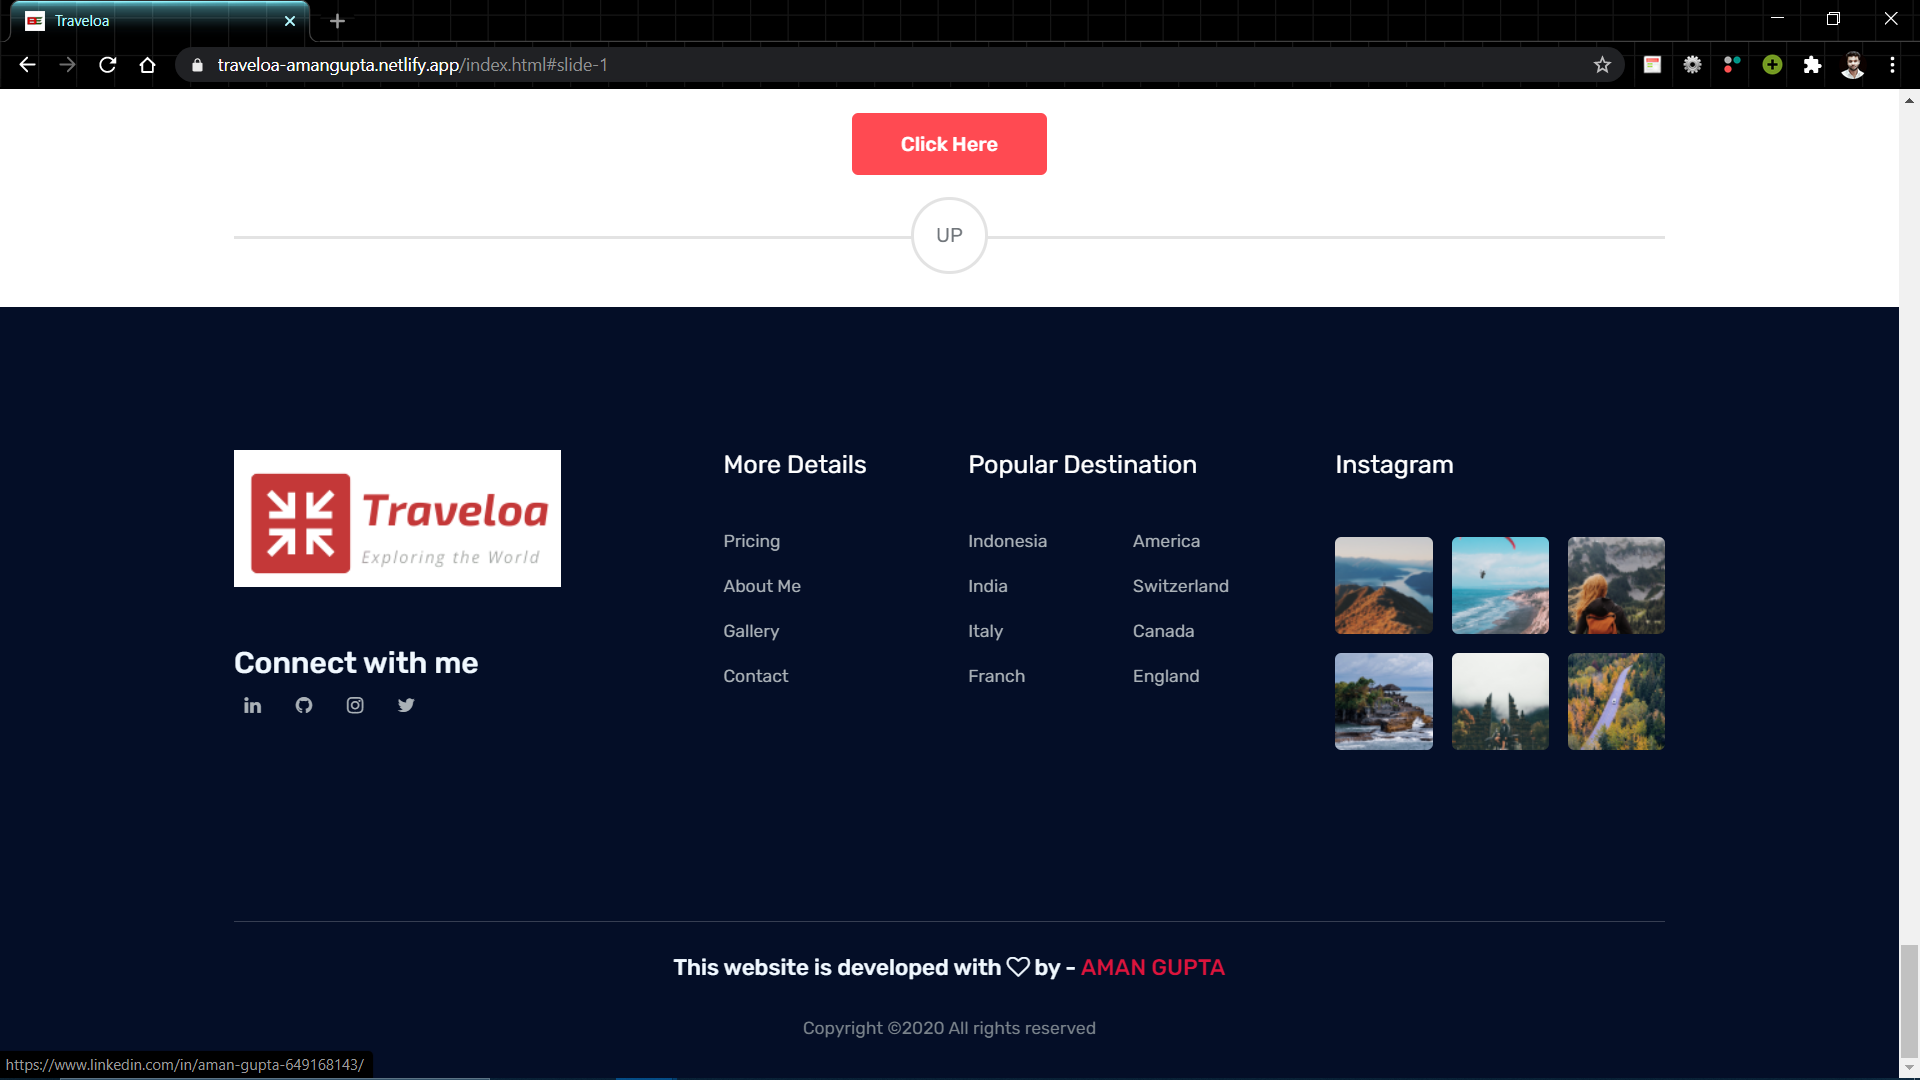 Traveloa
traveloa-amangupta.netlify.app/index.html#slide-1
Click Here
UP
Traveloa
Exploring the World
Connect with me
More Details
Pricing
About Me
Gallery
Contact
Popular Destination
Indonesia
India
Italy
Franch
America
Switzerland
Canada
England
Instagram
This website is developed with by - AMAN GUPTA
Copyright ©2020 All rights reserved
https://www.linkedin.com/in/aman-gupta-649168143/